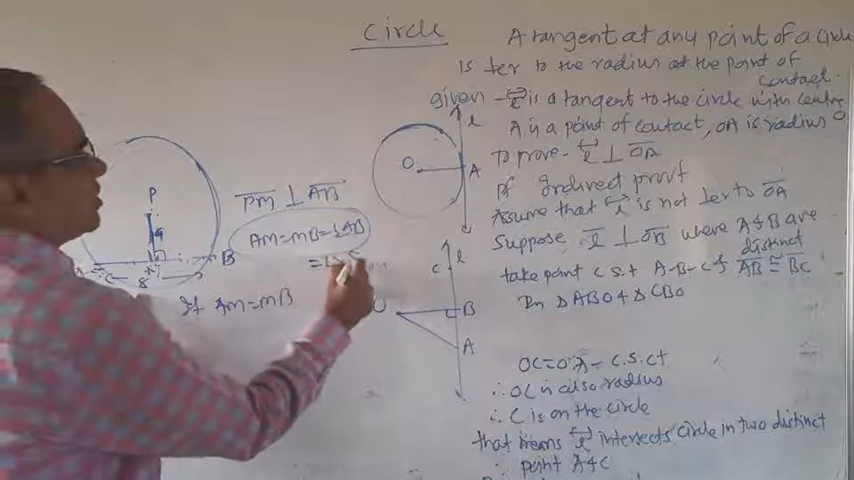 Circle
A tangent at any point of a Circle
is ter to the radius at the point of
contact.
given - l is a tangent to the circle with centre
A is a point of contact, OA is radius O
To prove - l ⊥ OA
Pf Indirect proof
Assume that l is not ter to OA
Suppose l ⊥ OB where A & B are
distinct
take point C s.t A-B-C & AB ≅ BC
In △ABO & △CBO
OC = OA - C.S.C.T
∴ OC is also radius
∴ C is on the circle
that means l intersects circle in two distinct
∴ point A & C
O
A
l
C
l
B
A
P
B
8
PM ⊥ AB
AM=MB=½AB
If AM=MB